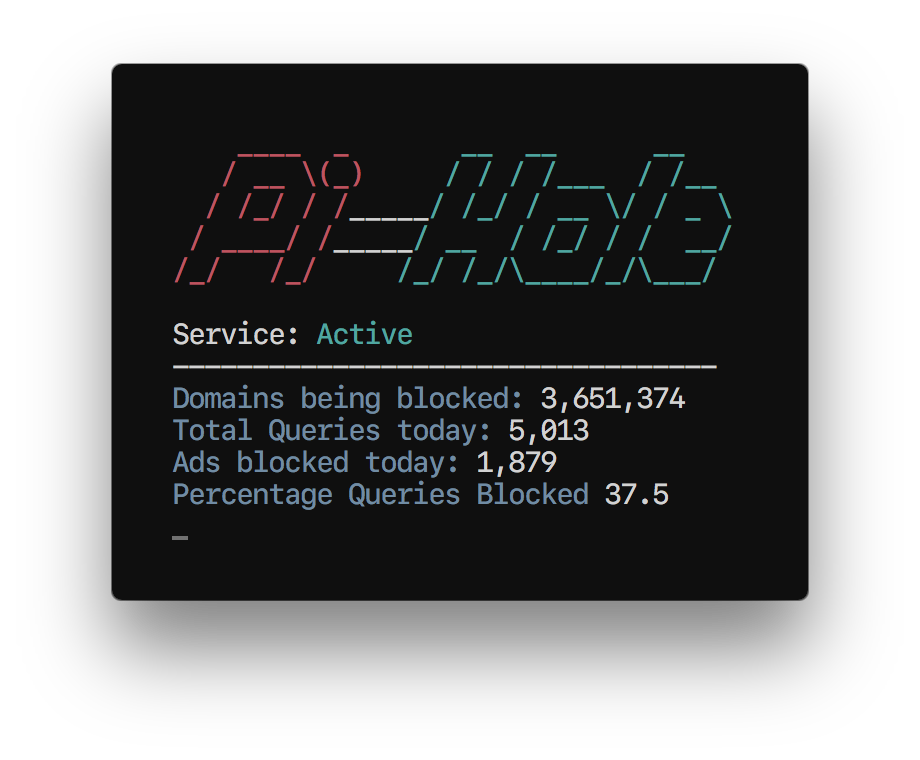 Pi-Hole
Service: Active
Domains being blocked: 3,651,374
Total Queries today: 5,013
Ads blocked today: 1,879
Percentage Queries Blocked 37.5